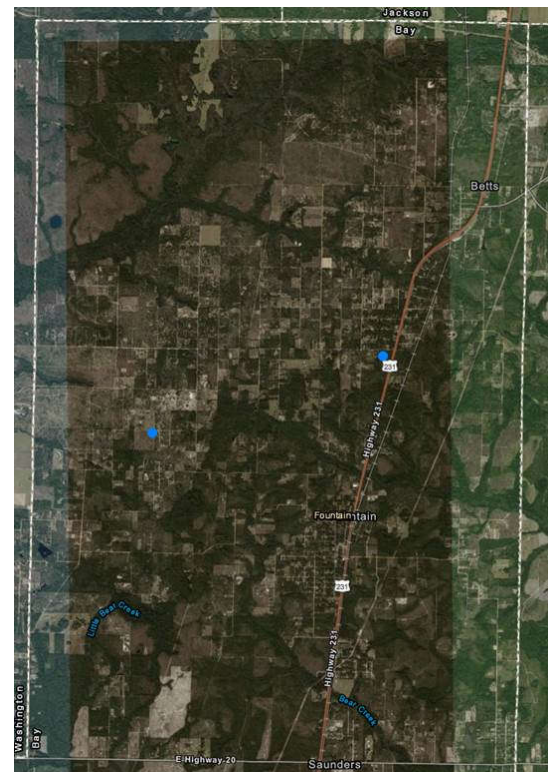 Jackson
Bay
Betts
231
Highway 231
Fountain
ntain
231
Little Bear Creek
Highway 231
Bear Creek
Washington
Bay
E Highway 20
Saunders